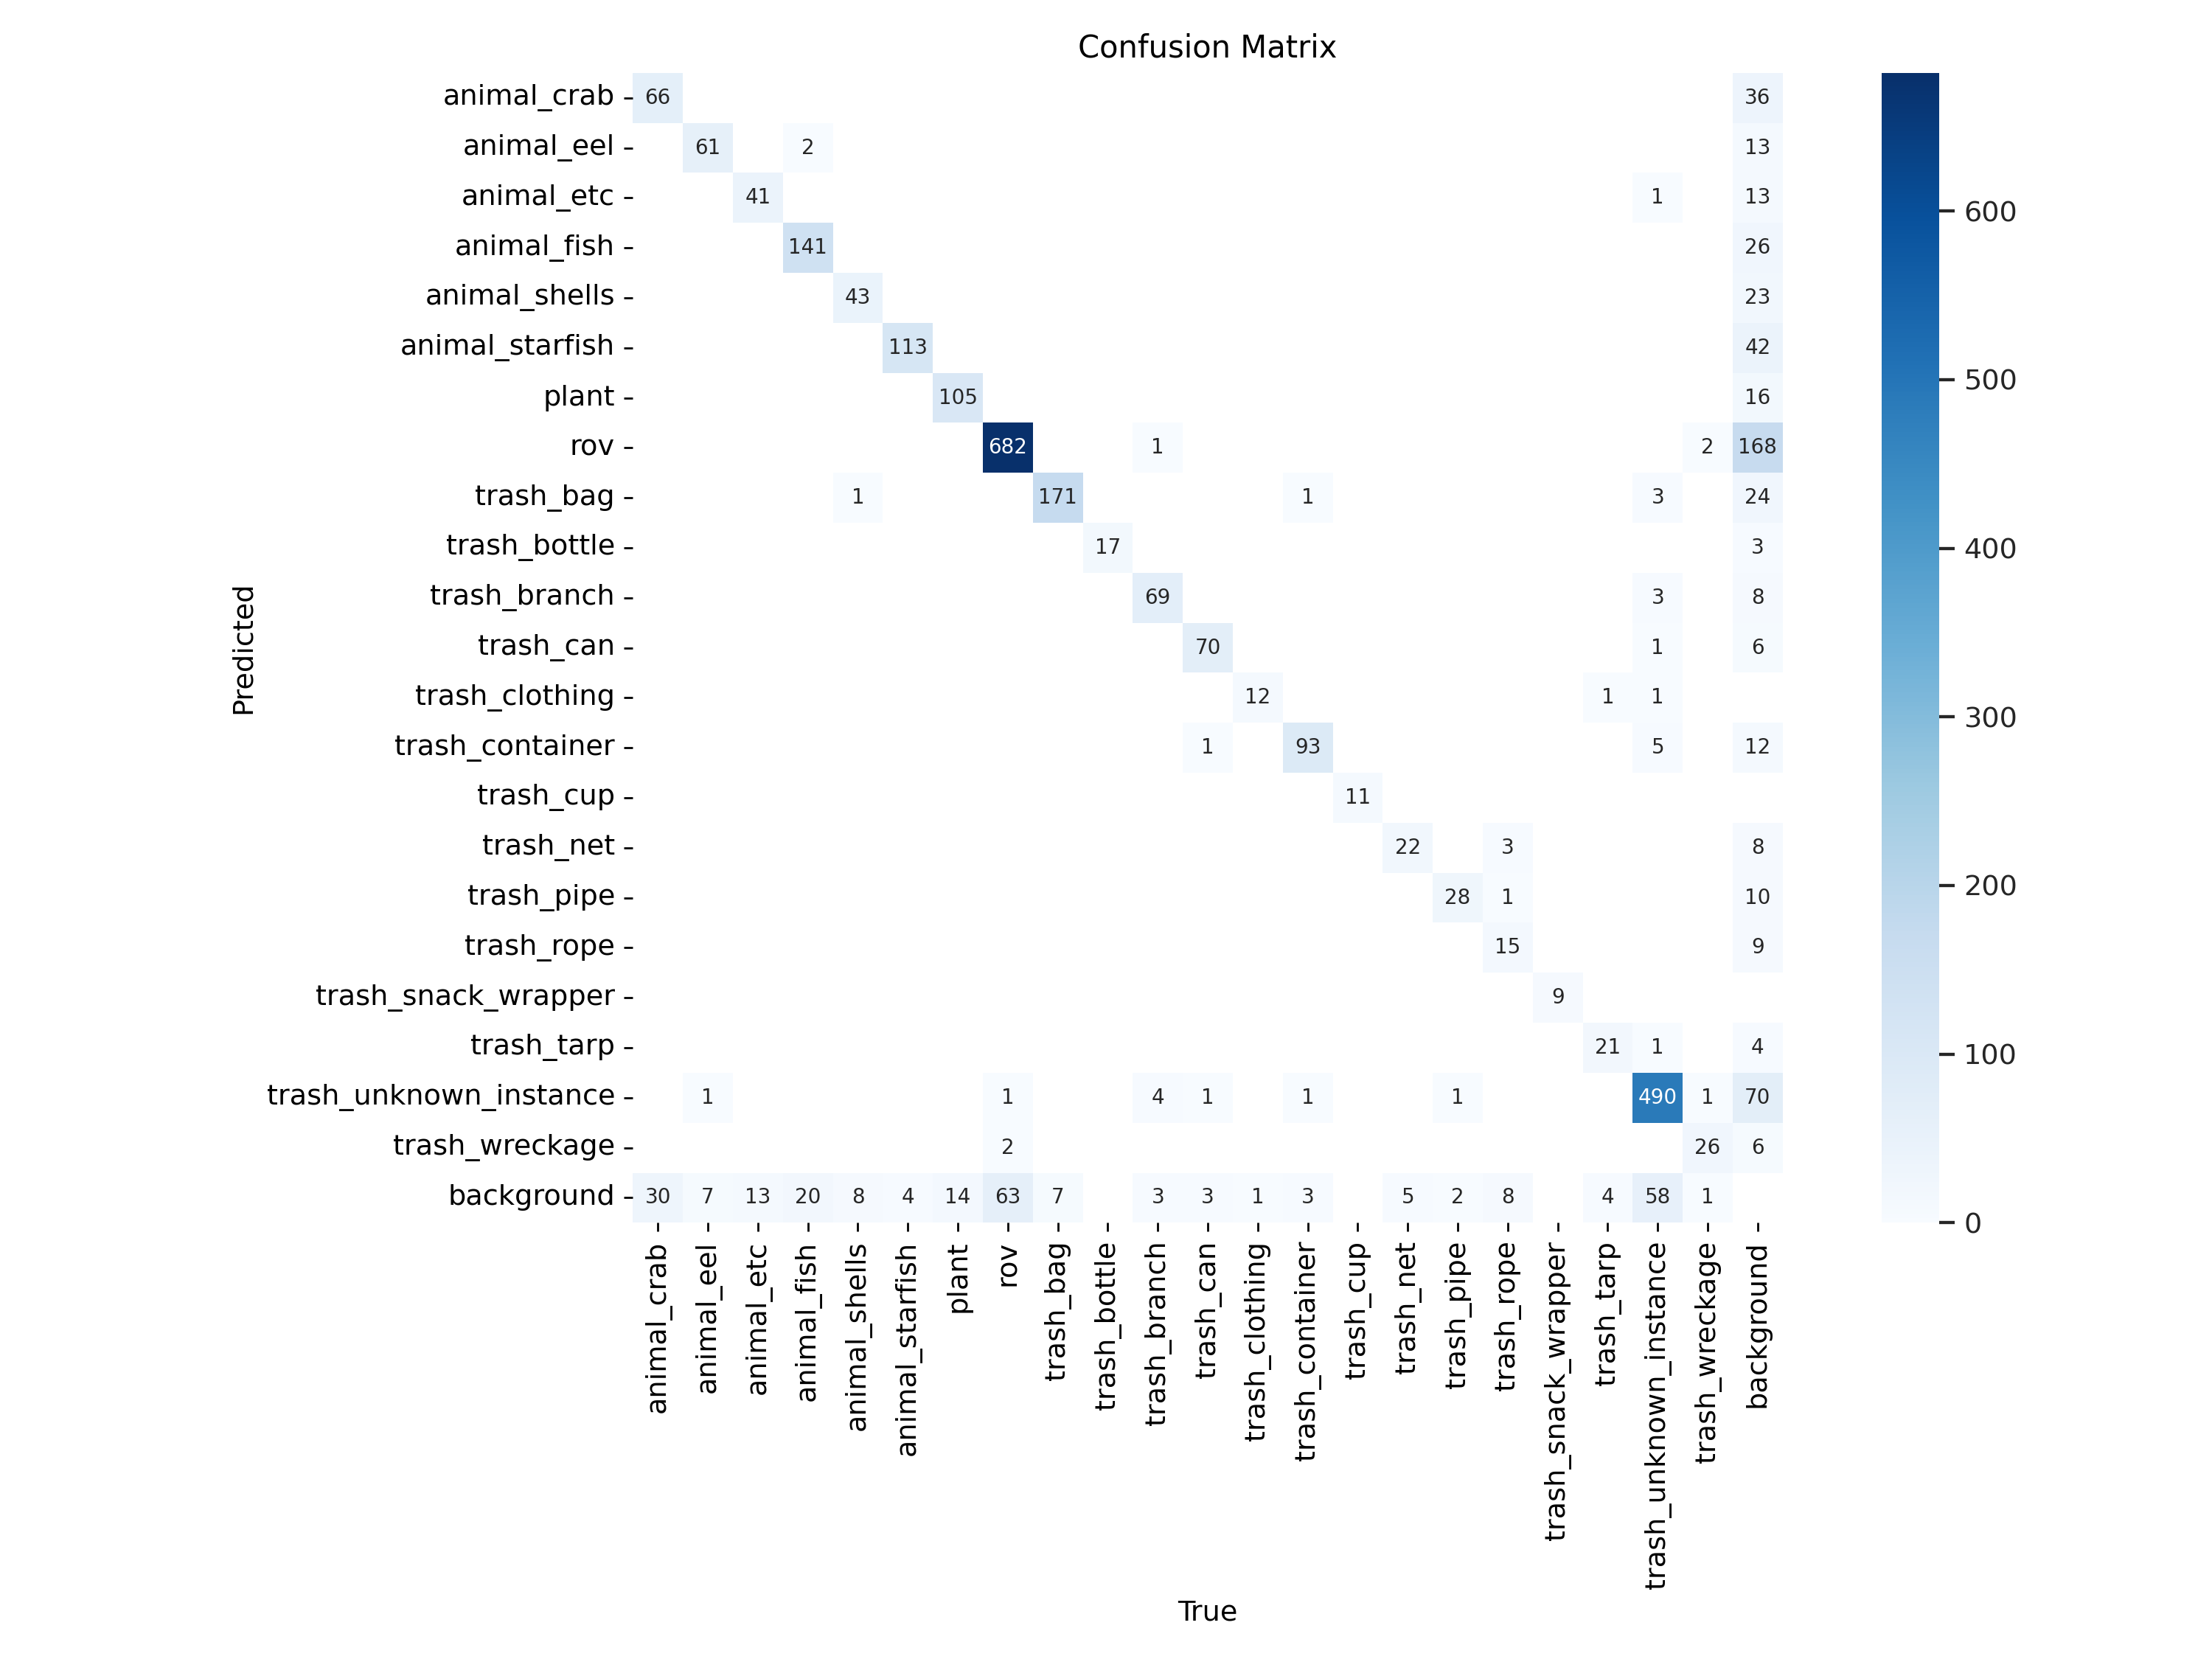 Confusion Matrix
animal_crab 66 36
animal_eel 61 2 13
animal_etc 41 1 13
animal_fish 141 26
animal_shells 43 23
animal_starfish 113 42
plant 105 16
rov 682 1 2 168
trash_bag 1 171 1 3 24
trash_bottle 17 3
trash_branch 69 3 8
trash_can 70 1 6
trash_clothing 12 1 1
trash_container 1 93 5 12
trash_cup 11
trash_net 22 3 8
trash_pipe 28 1 10
trash_rope 15 9
trash_snack_wrapper 9
trash_tarp 21 1 4
trash_unknown_instance 1 1 4 1 1 1 490 1 70
trash_wreckage 2 26 6
background 30 7 13 20 8 4 14 63 7 3 3 1 3 5 2 8 4 58 1
Predicted
animal_crab
animal_eel
animal_etc
animal_fish
animal_shells
animal_starfish
plant
rov
trash_bag
trash_bottle
trash_branch
trash_can
trash_clothing
trash_container
trash_cup
trash_net
trash_pipe
trash_rope
trash_snack_wrapper
trash_tarp
trash_unknown_instance
trash_wreckage
background
True
600
500
400
300
200
100
0